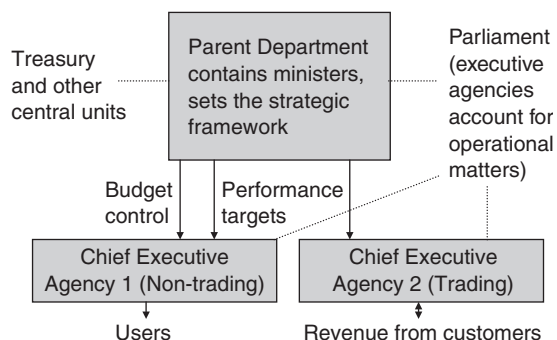 Treasury
and other
central units
Parent Department
contains ministers,
sets the strategic
framework
Parliament
(executive
agencies
account for
operational
matters)
Budget
control
Performance
targets
Chief Executive
Agency 1 (Non-trading)
Chief Executive
Agency 2 (Trading)
Users
Revenue from customers